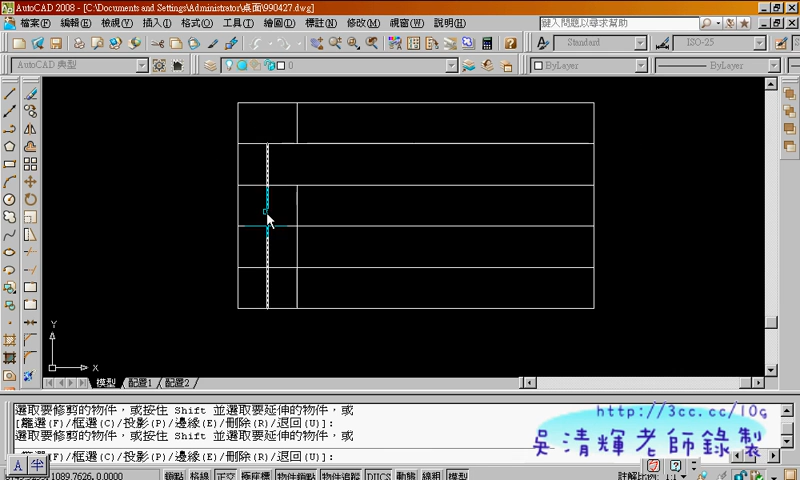 AutoCAD 2008 - [C:\Documents and Settings\Administrator\桌面\990427.dwg]
檔案(F) 編輯(E) 檢視(V) 插入(I) 格式(O) 工具(T) 繪圖(D) 標註(N) 修改(M) 視窗(W) 說明(H) 鍵入問題以尋求幫助
Standard ISO-25
AutoCAD 典型 0 ByLayer ByLayer
Y
X
模型 配置1 配置2
選取要修剪的物件，或按住 Shift 並選取要延伸的物件，或
[籬選(F)/框選(C)/投影(P)/邊緣(E)/刪除(R)/退回(U)]:
選取要修剪的物件，或按住 Shift 並選取要延伸的物件，或
[籬選(F)/框選(C)/投影(P)/邊緣(E)/刪除(R)/退回(U)]:
http://3cc.cc/10g
吳清輝老師錄製
A 半
1089.7626, 0.0000 鎖點 格線 正交 極座標 物件鎖點 物件追蹤 DUCS 動態 線粗 模型